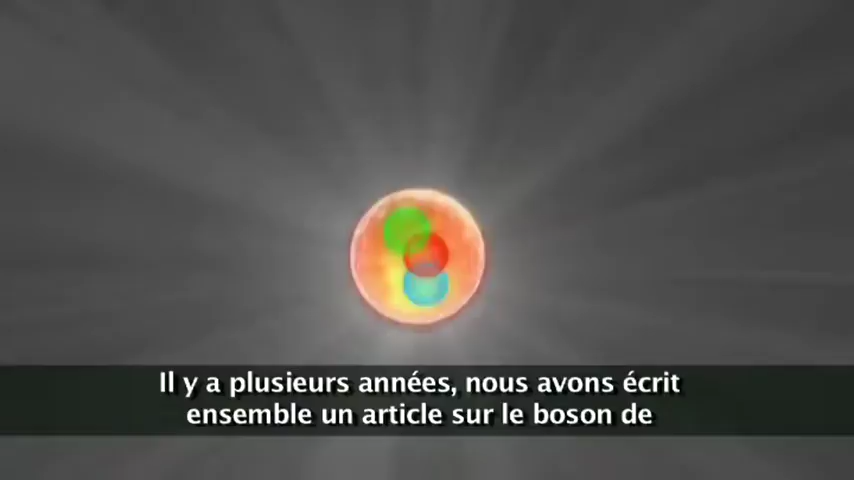 Il y a plusieurs années, nous avons écrit
ensemble un article sur le boson de